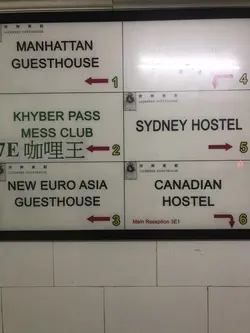 MANHATTAN
GUESTHOUSE
1
4
KHYBER PASS
MESS CLUB
7E 咖喱王
2
SYDNEY HOSTEL
5
NEW EURO ASIA
GUESTHOUSE
3
CANADIAN
HOSTEL
Main Reception 3E1
6